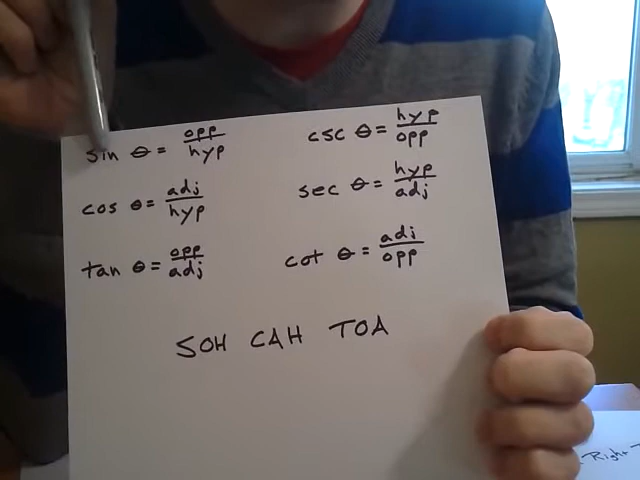 sin θ = opp/hyp csc θ = hyp/opp
cos θ = adj/hyp sec θ = hyp/adj
tan θ = opp/adj cot θ = adj/opp
SOH CAH TOA
Right